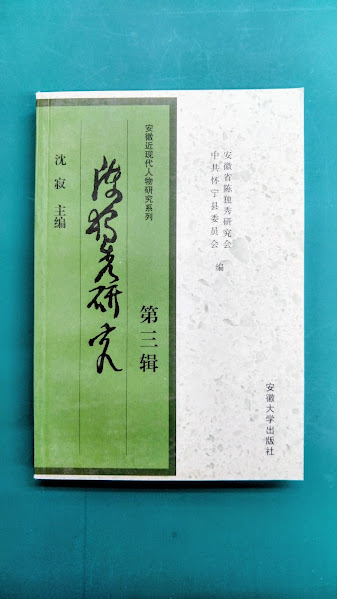 安徽省陈独秀研究会
中共怀宁县委员会
编
安徽大学出版社
安徽近现代人物研究系列
第三辑
陈独秀研究
沈寂 主编